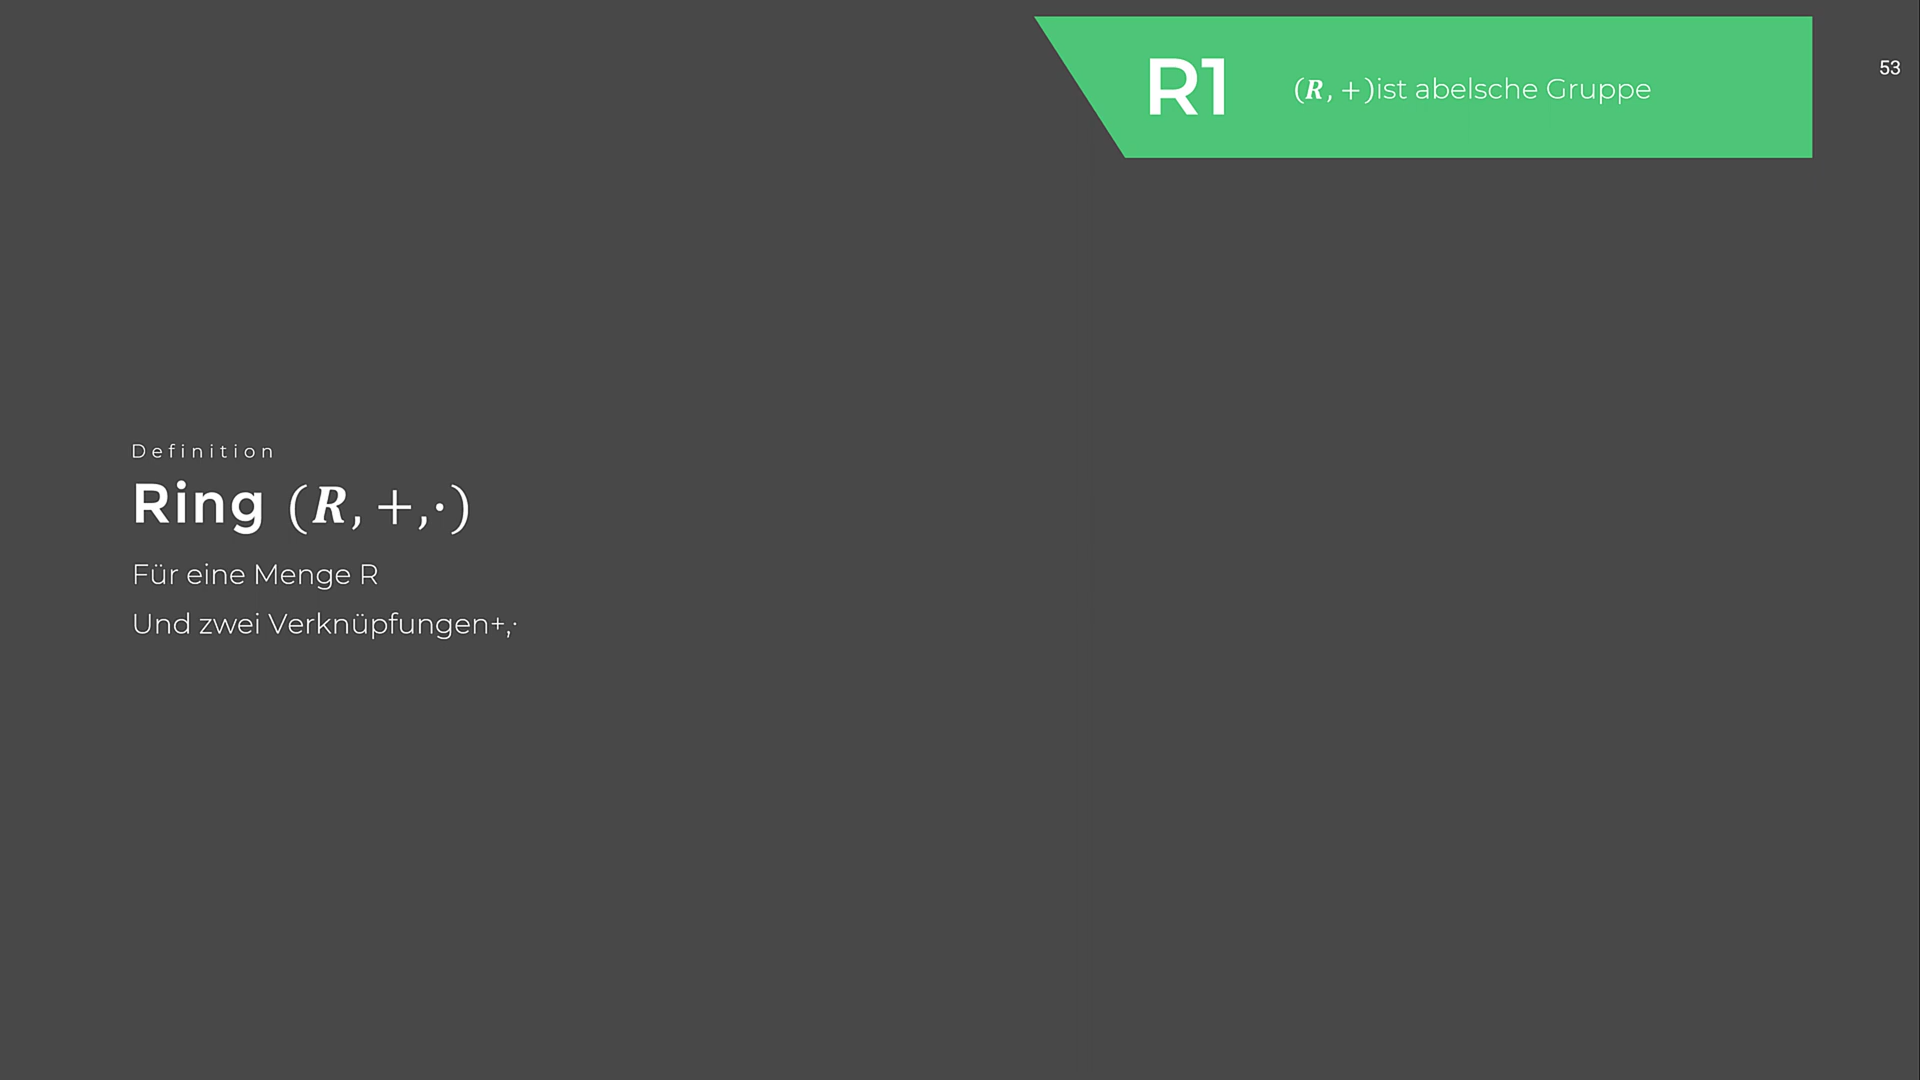 R1
(R, +)ist abelsche Gruppe
53
Definition
Ring (R, +,·)
Für eine Menge R
Und zwei Verknüpfungen+,·